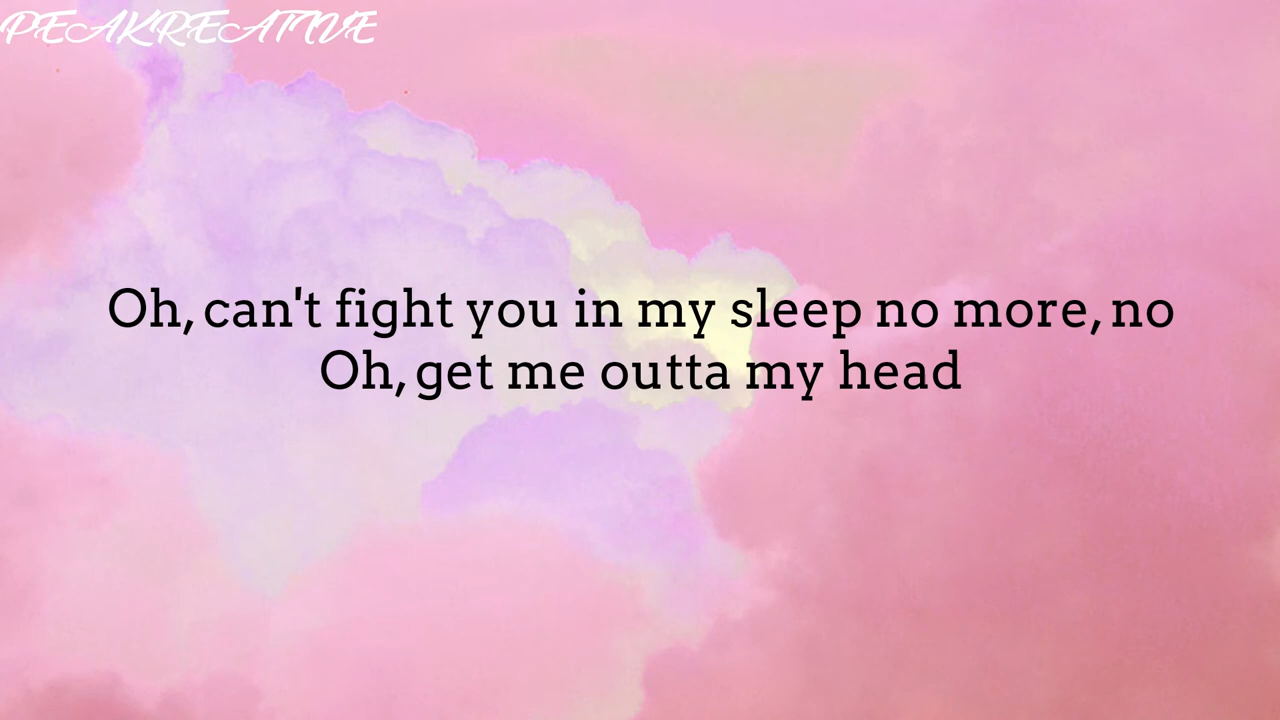 PEAKREATIVE
Oh, can't fight you in my sleep no more, no
Oh, get me outta my head